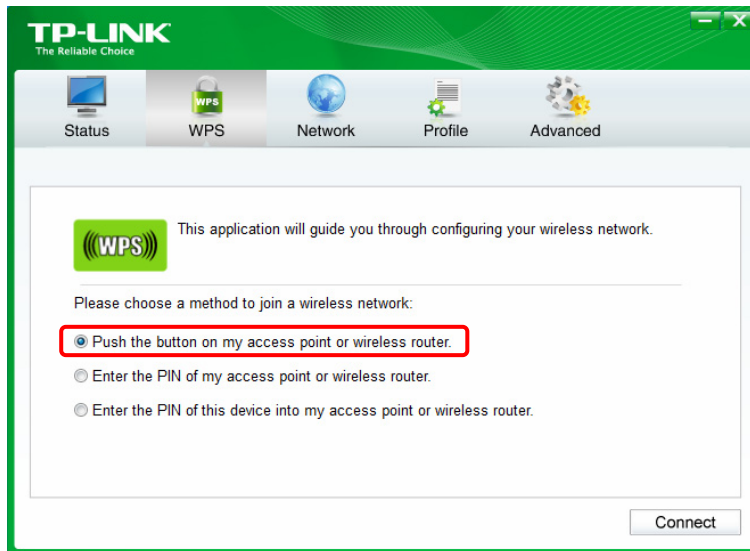 TP-LINK
The Reliable Choice
Status WPS Network Profile Advanced
WPS
This application will guide you through configuring your wireless network.
(((WPS)))
Please choose a method to join a wireless network:
Push the button on my access point or wireless router.
Enter the PIN of my access point or wireless router.
Enter the PIN of this device into my access point or wireless router.
Connect